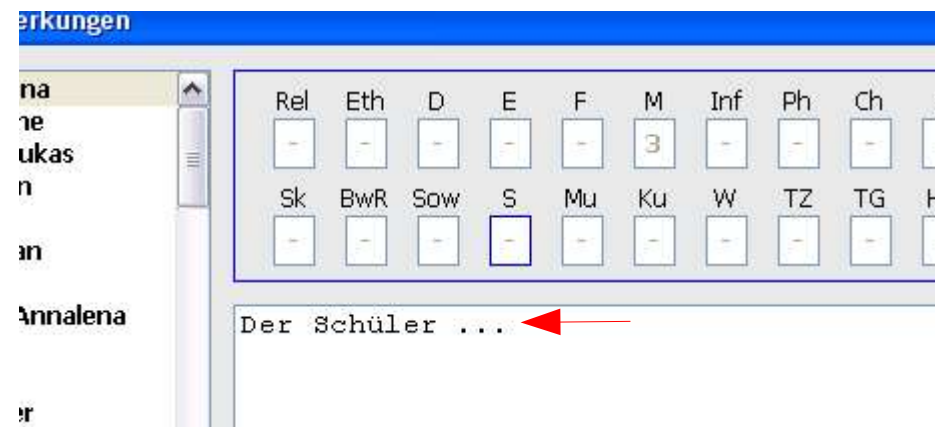 erkungen
na
ne
ukas
n
an
Annalena
er
Rel Eth D E F M Inf Ph Ch
- - - - - 3 - - -
Sk BwR Sow S Mu Ku W TZ TG H
- - - - - - - - -
Der Schüler ...